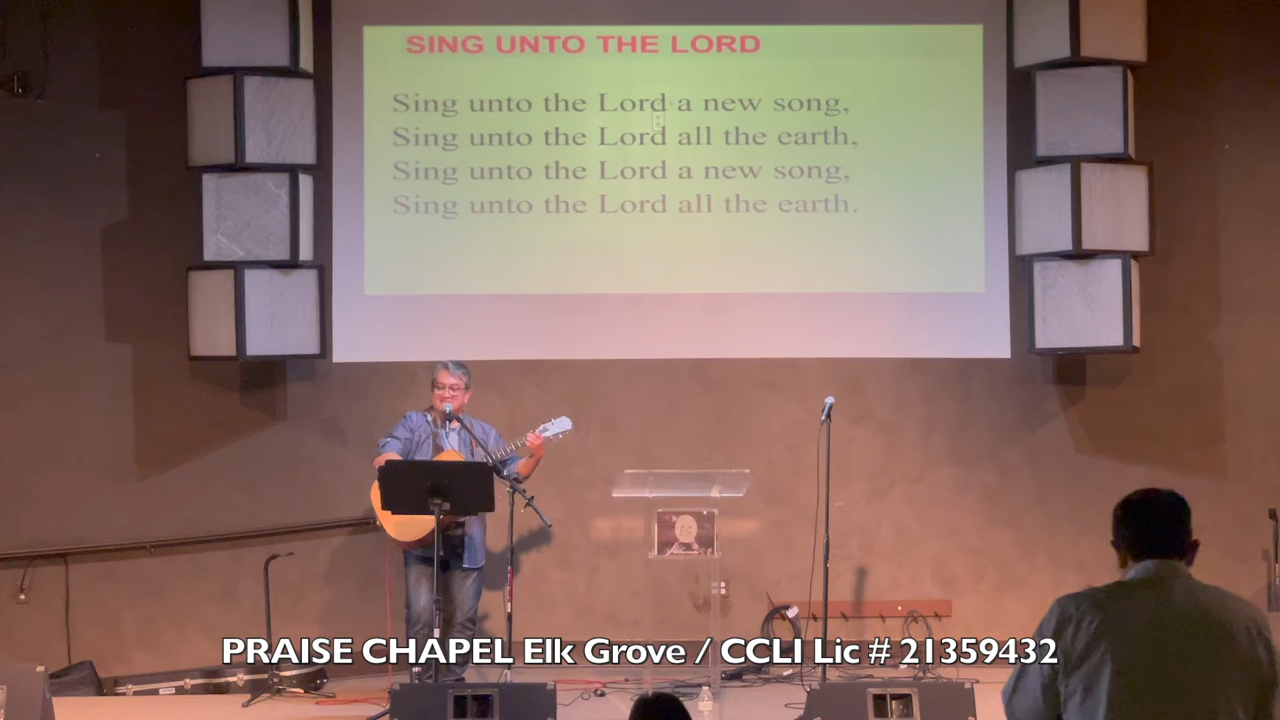 SING UNTO THE LORD
Sing unto the Lord a new song,
Sing unto the Lord all the earth,
Sing unto the Lord a new song,
Sing unto the Lord all the earth.
PRAISE CHAPEL Elk Grove / CCLI Lic # 21359432